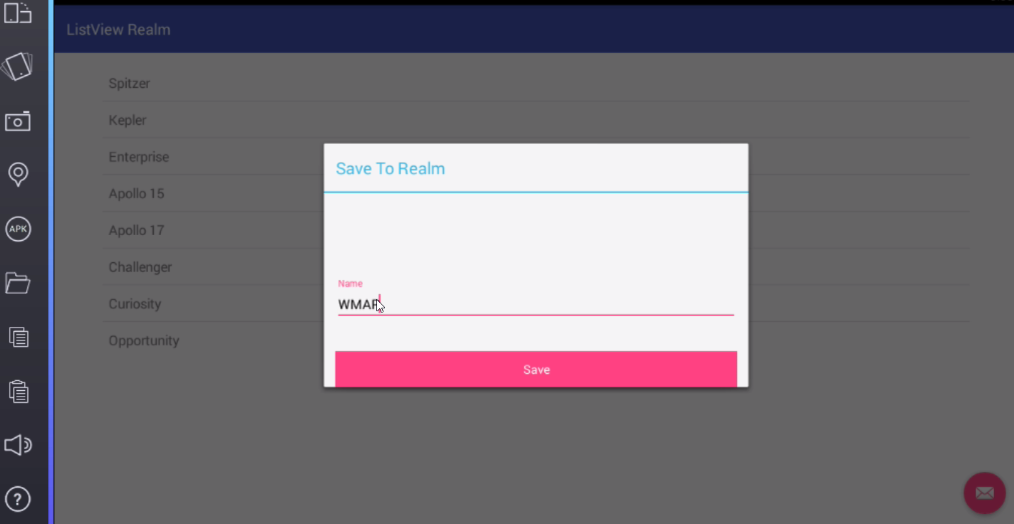 ListView Realm
Spitzer
Kepler
Enterprise
Apollo 15
Apollo 17
Challenger
Curiosity
Opportunity
Save To Realm
Name
WMAP
Save
APK
?